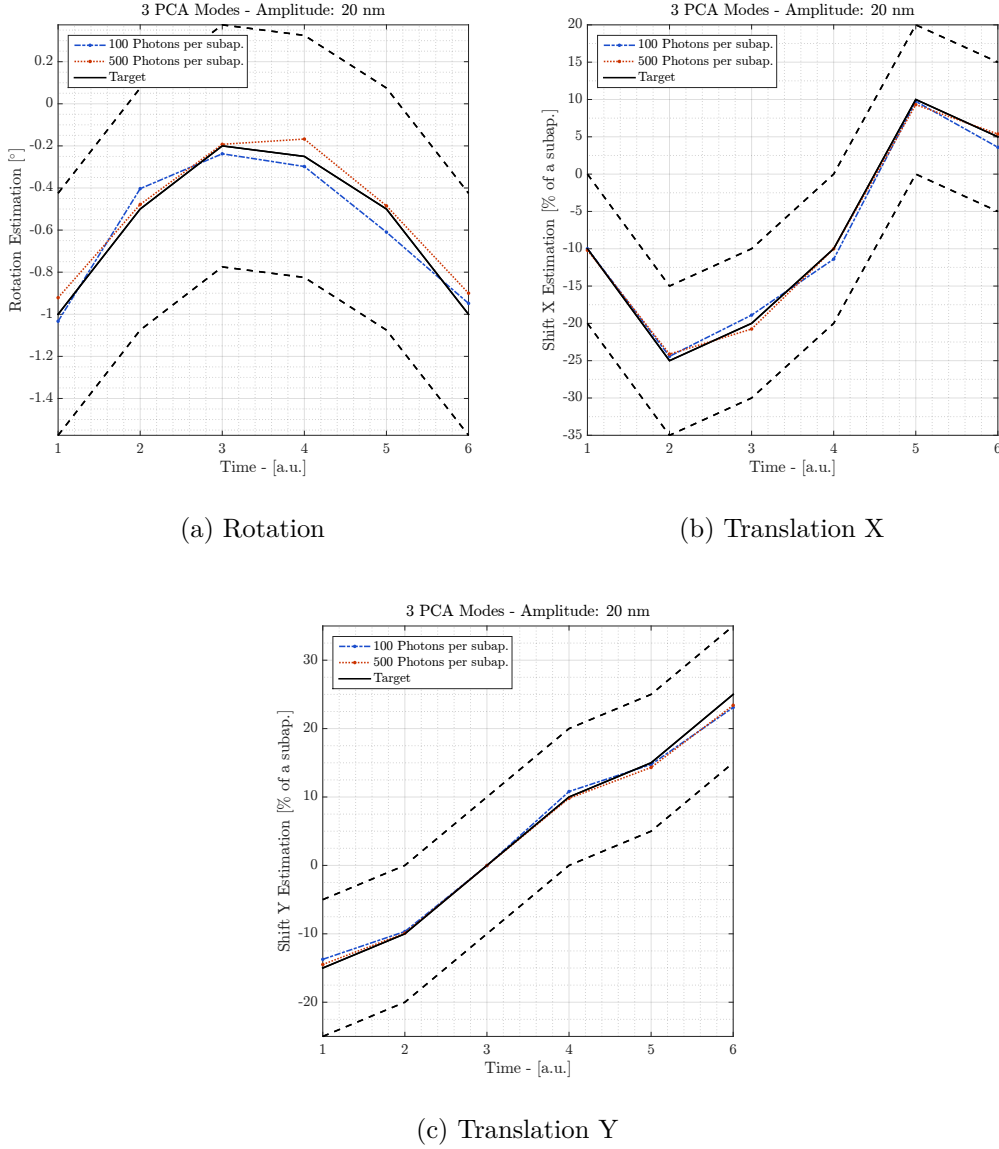 3 PCA Modes - Amplitude: 20 nm
100 Photons per subap.
500 Photons per subap.
Target
0.2
0
-0.2
-0.4
-0.6
-0.8
-1
-1.2
-1.4
Rotation Estimation [°]
1 2 3 4 5 6
Time - [a.u.]
(a) Rotation
3 PCA Modes - Amplitude: 20 nm
100 Photons per subap.
500 Photons per subap.
Target
20
15
10
5
0
-5
-10
-15
-20
-25
-30
-35
Shift X Estimation [% of a subap.]
1 2 3 4 5 6
Time - [a.u.]
(b) Translation X
3 PCA Modes - Amplitude: 20 nm
100 Photons per subap.
500 Photons per subap.
Target
30
20
10
0
-10
-20
Shift Y Estimation [% of a subap.]
1 2 3 4 5 6
Time - [a.u.]
(c) Translation Y